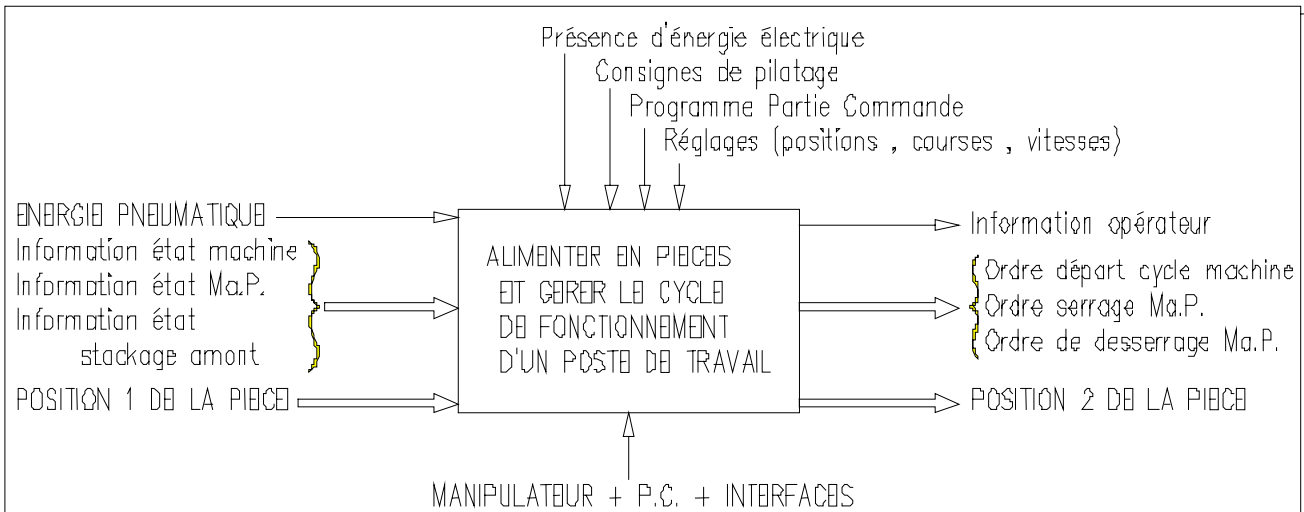 Présence d'énergie électrique
Consignes de pilatage
Programme Partie Commande
Réglages (positions , courses , vitesses)
ENERGIE PNEUMATIQUE
Information état machine
Information état Ma.P.
Information état
stackage amont
POSITION 1 DE LA PIECE
ALIMENTER EN PIECES
ET GERER LE CYCLE
DE FONCTIONNEMENT
D'UN POSTE DE TRAVAIL
Information opérateur
Ordre départ cycle machine
Ordre serrage Ma.P.
Ordre de desserrage Ma.P.
POSITION 2 DE LA PIECE
MANIPULATEUR + P.C. + INTERFACES